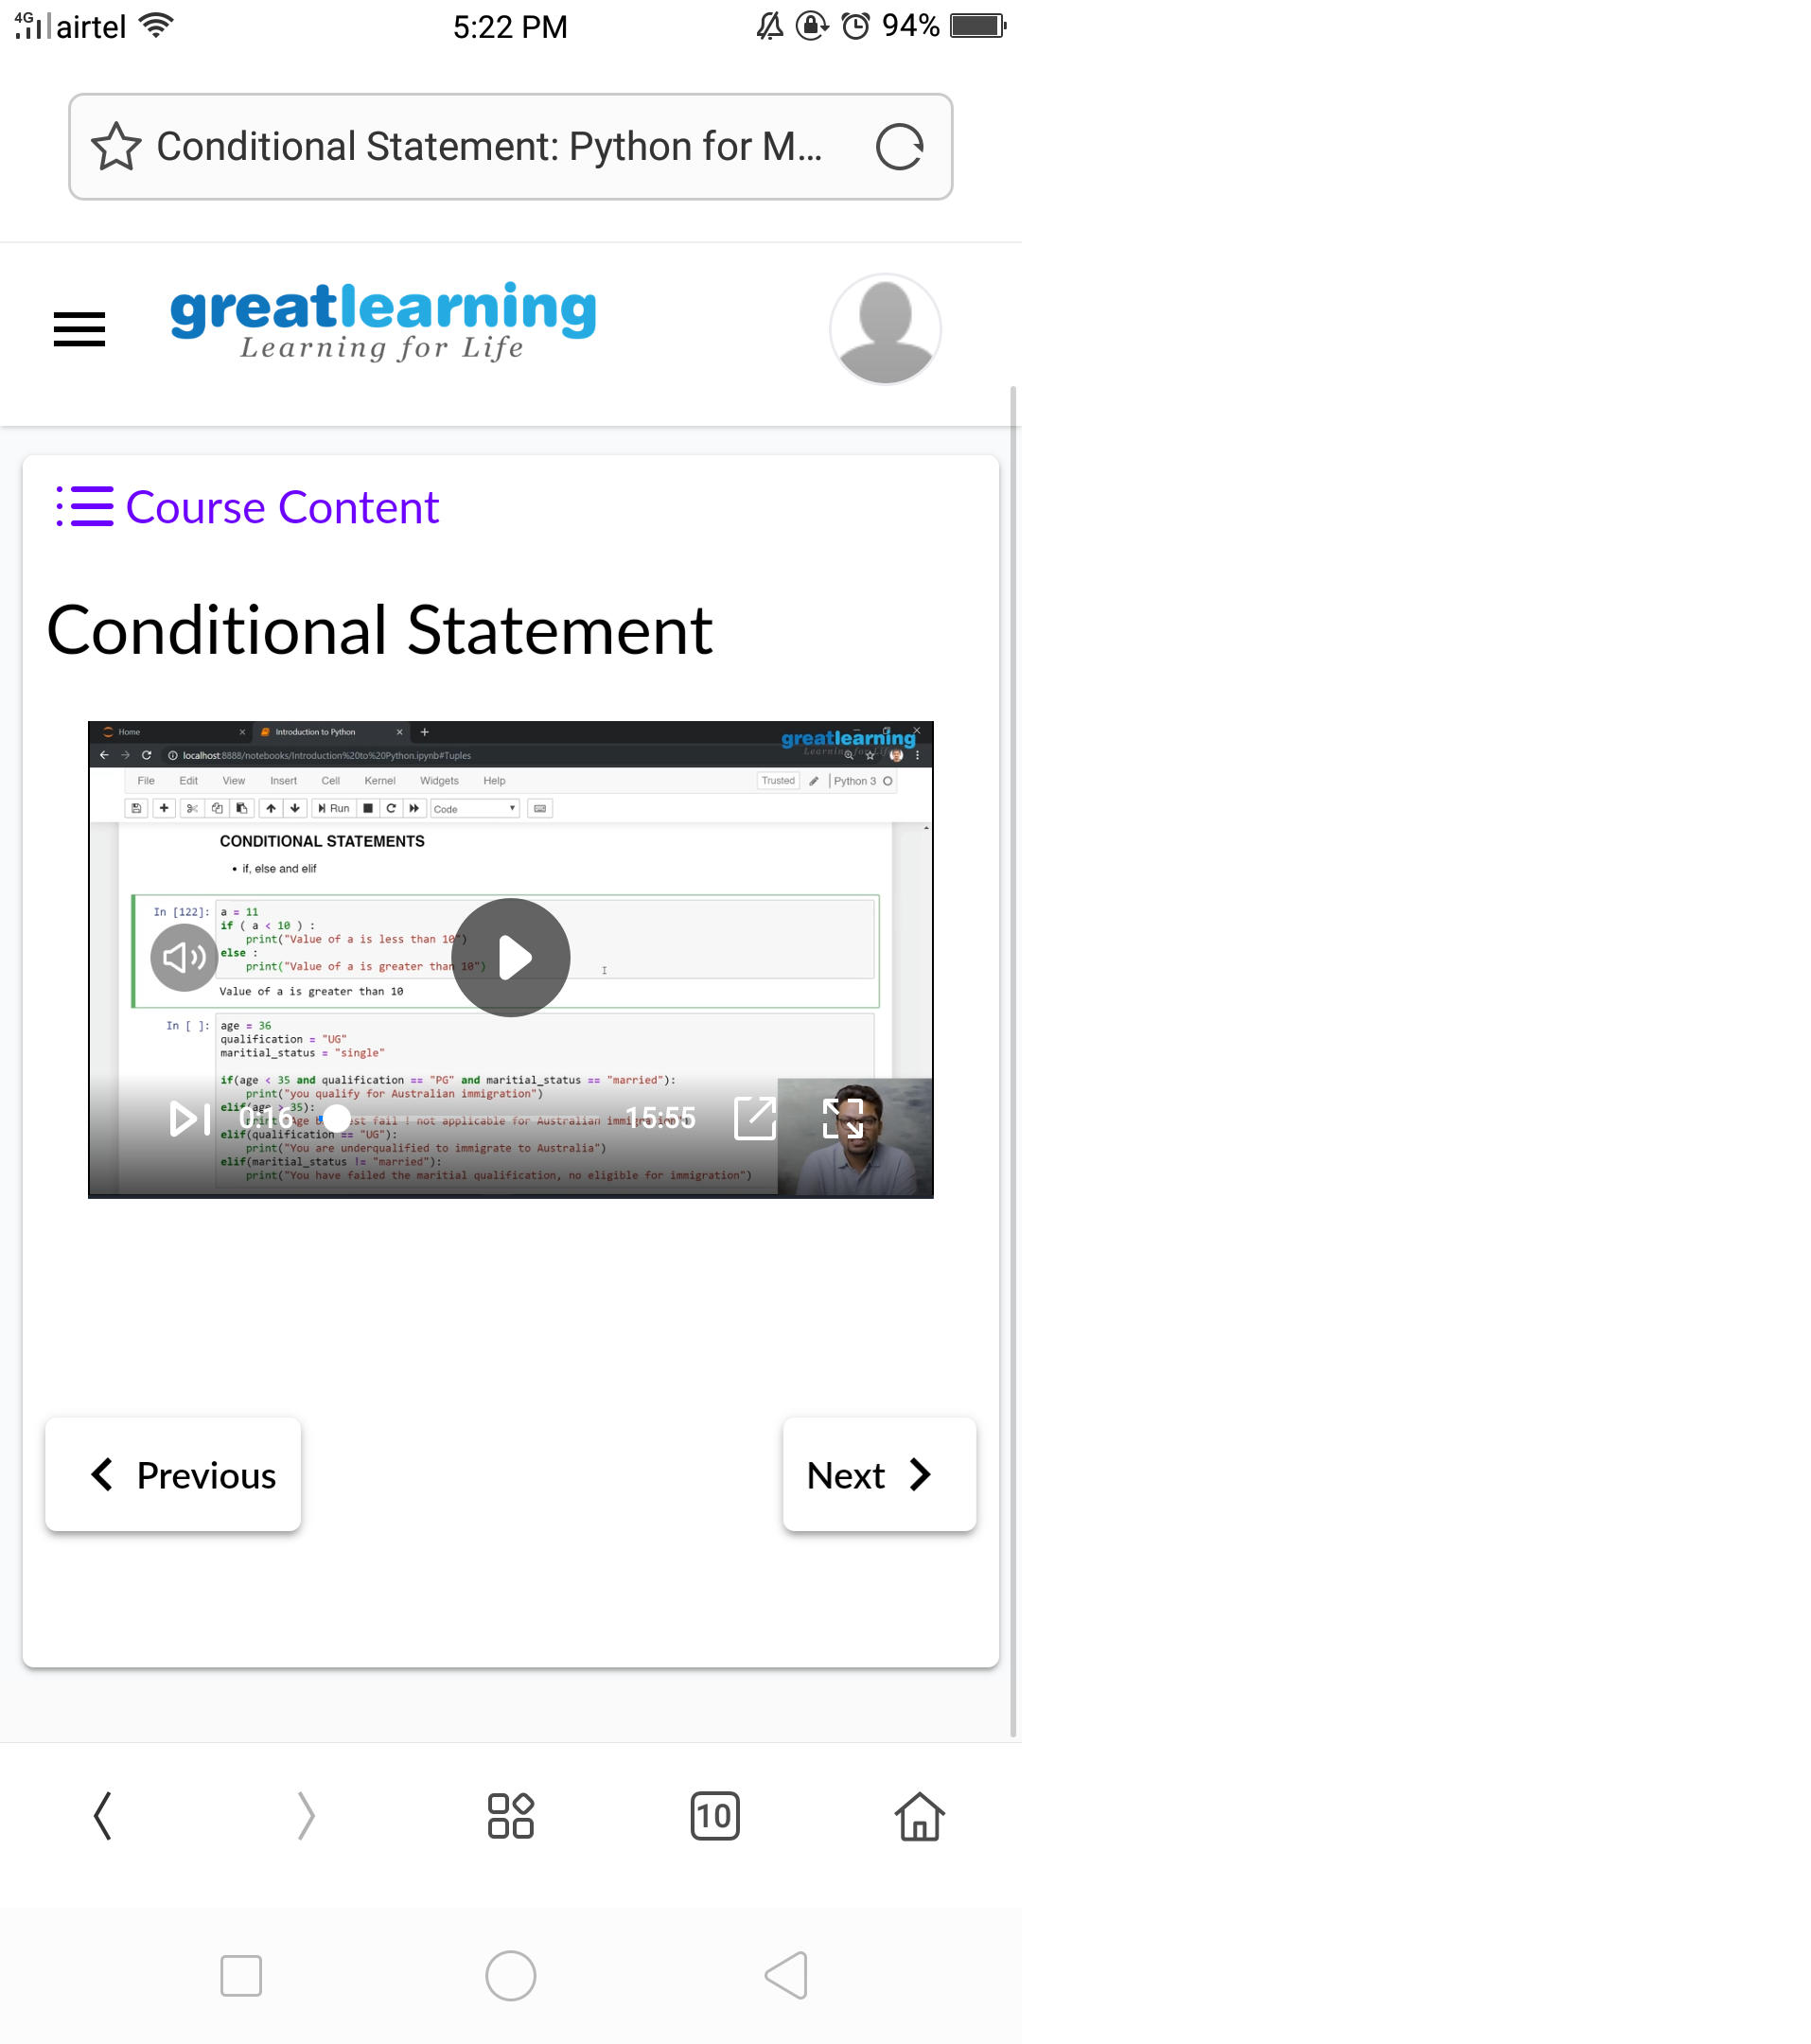 4G airtel 5:22 PM 94%
Conditional Statement: Python for M...
greatlearning
Learning for Life
Course Content
Conditional Statement
Home Introduction to Python
greatlearning
Learning for Life
localhost:8888/notebooks/Introduction%20to%20Python.ipynb#Tuples
File Edit View Insert Cell Kernel Widgets Help Trusted Python 3
Run Code
CONDITIONAL STATEMENTS
if, else and elif
In [122]: a = 11
if ( a < 10 ) :
print("Value of a is less than 10")
else :
print("Value of a is greater than 10")
Value of a is greater than 10
In [ ]: age = 36
qualification = "UG"
maritial_status = "single"
if(age < 35 and qualification == "PG" and maritial_status == "married"):
print("you qualify for Australian immigration")
elif(age > 35):
print("Age est fail ! not applicable for Australian immigration")
0:16 15:55
elif(qualification == "UG"):
print("You are underqualified to immigrate to Australia")
elif(maritial_status != "married"):
print("You have failed the maritial qualification, no eligible for immigration")
Previous Next
10